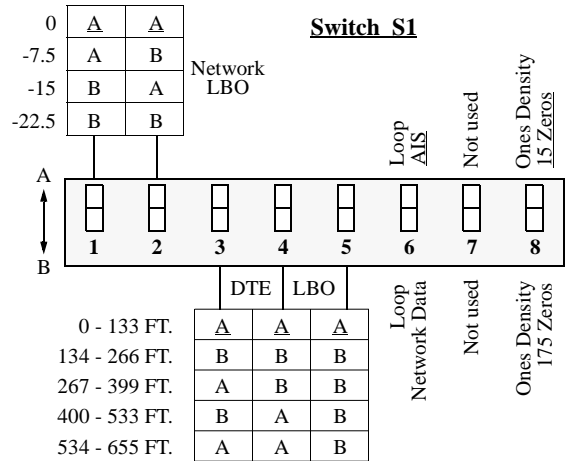 Switch S1
0 A A
-7.5 A B
-15 B A
-22.5 B B
Network
LBO
Loop
AIS
Not used
Ones Density
15 Zeros
A
B
1 2 3 4 5 6 7 8
DTE LBO
0 - 133 FT. A A A
134 - 266 FT. B B B
267 - 399 FT. A B B
400 - 533 FT. B A B
534 - 655 FT. A A B
Loop
Network Data
Not used
Ones Density
175 Zeros